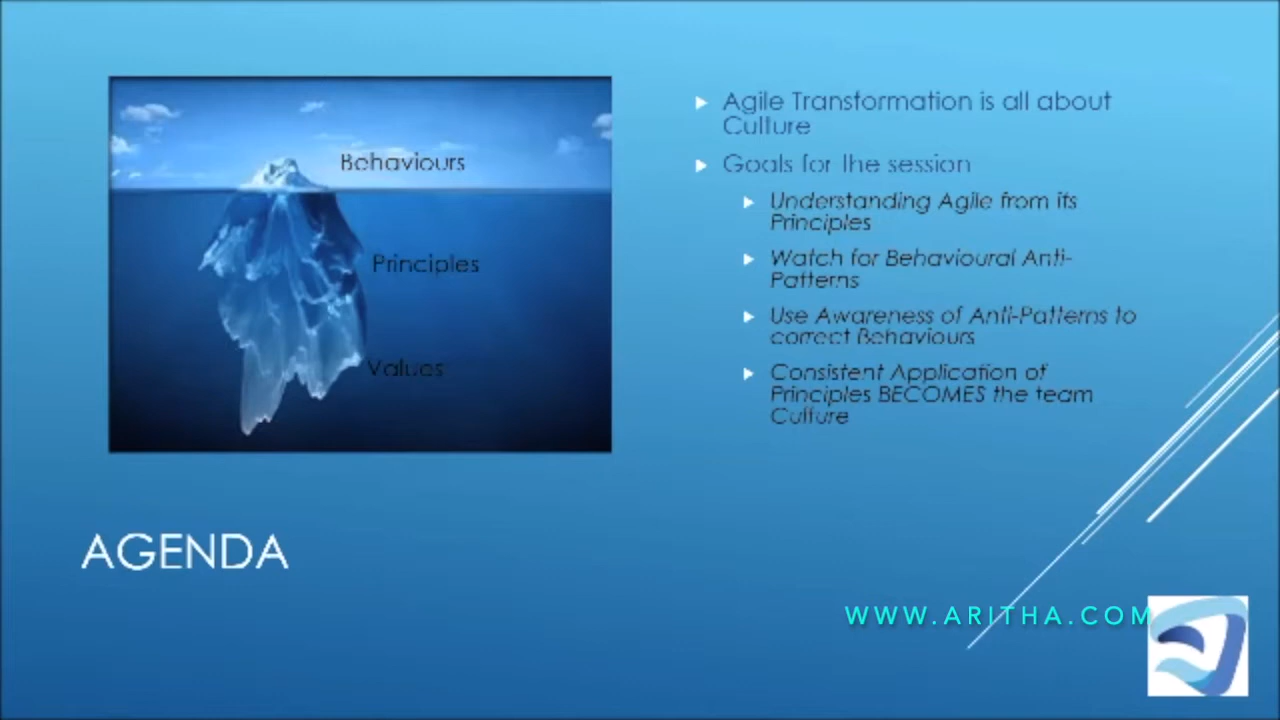 Behaviours
Principles
Values
Agile Transformation is all about
Culture
Goals for the session
Understanding Agile from its
Principles
Watch for Behavioural Anti-
Patterns
Use Awareness of Anti-Patterns to
correct Behaviours
Consistent Application of
Principles BECOMES the team
Culture
AGENDA
WWW.ARITHA.COM